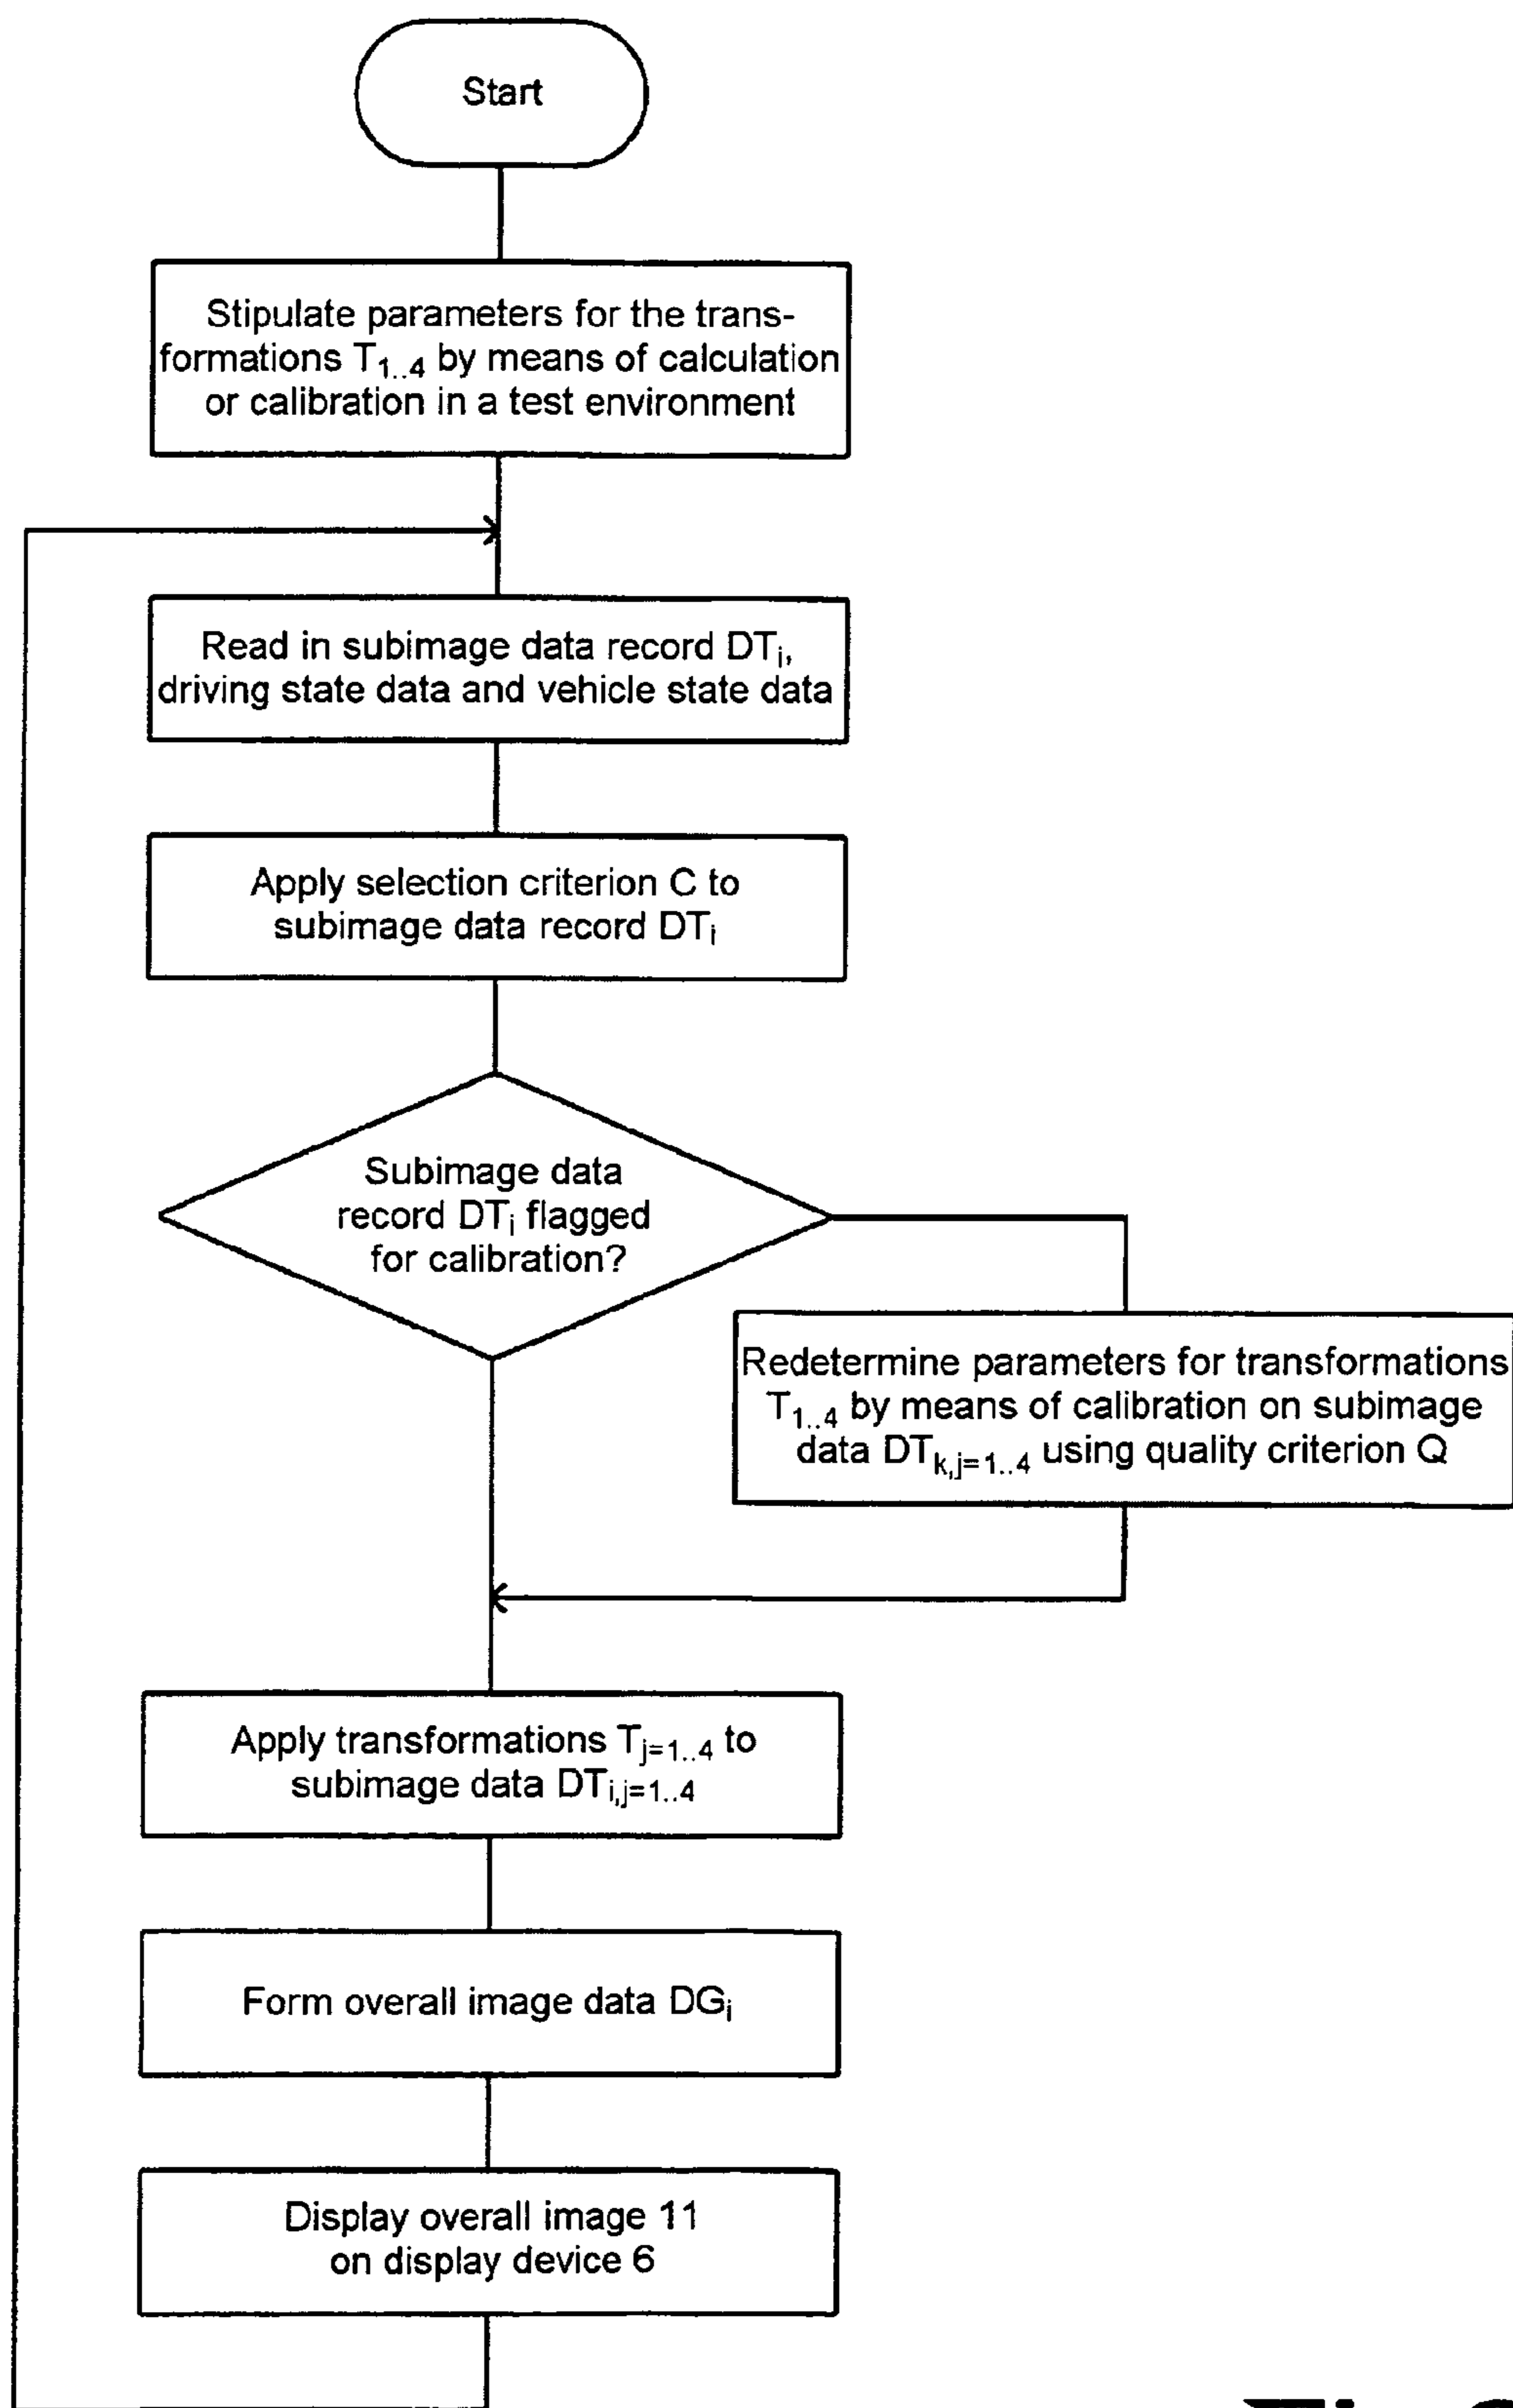 Start
Stipulate parameters for the trans-
formations T1..4 by means of calculation
or calibration in a test environment
Read in subimage data record DTi,
driving state data and vehicle state data
Apply selection criterion C to
subimage data record DTi
Subimage data
record DTi flagged
for calibration?
Redetermine parameters for transformations
T1..4 by means of calibration on subimage
data DTk,j=1..4 using quality criterion Q
Apply transformations Tj=1..4 to
subimage data DTi,j=1..4
Form overall image data DGi
Display overall image 11
on display device 6